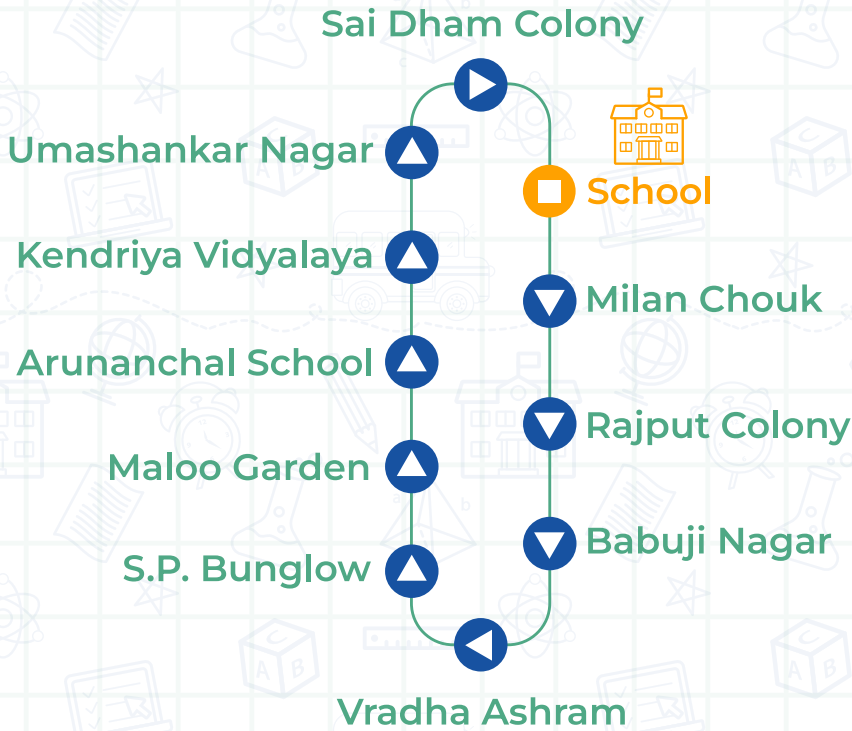 Sai Dham Colony
Umashankar Nagar
School
Kendriya Vidyalaya
Milan Chouk
Arunanchal School
Rajput Colony
Maloo Garden
Babuji Nagar
S.P. Bunglow
Vradha Ashram